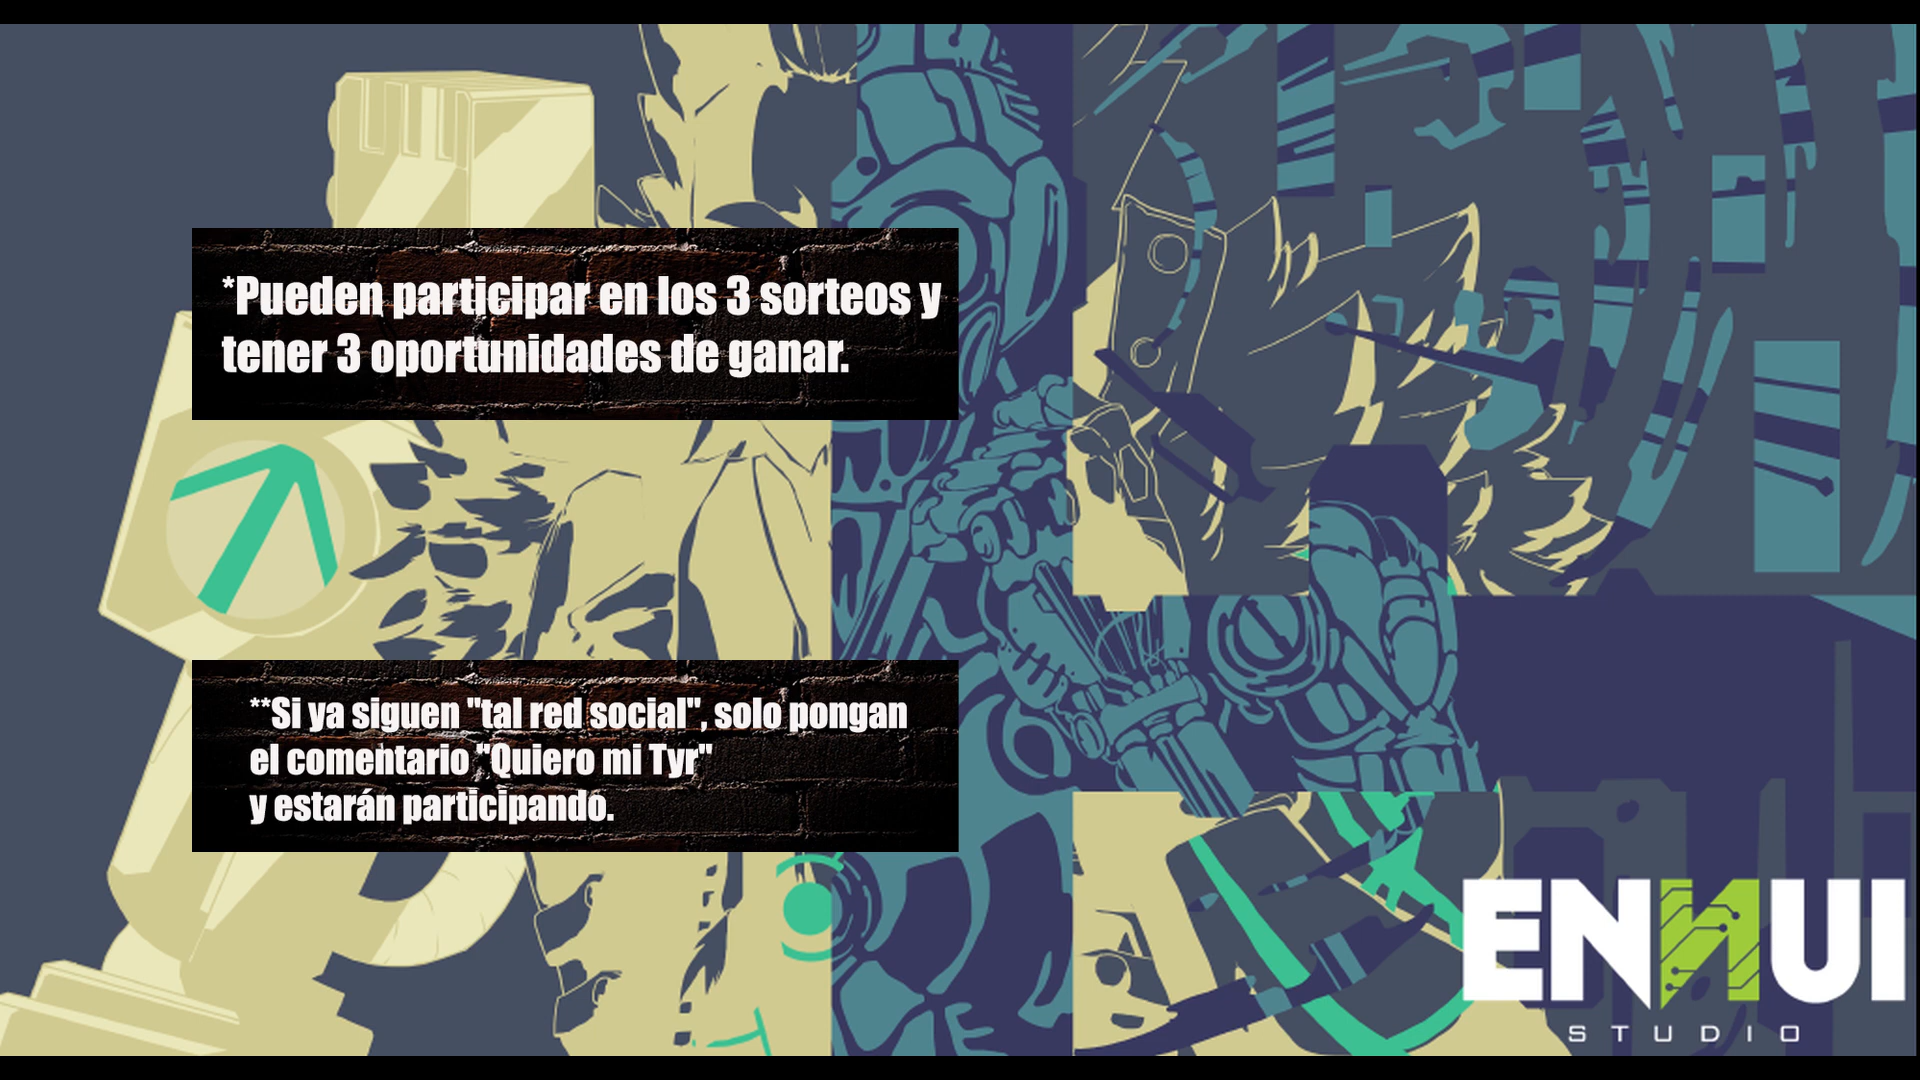 *Pueden participar en los 3 sorteos y
tener 3 oportunidades de ganar.
**Si ya siguen "tal red social", solo pongan
el comentario "Quiero mi Tyr"
y estarán participando.
ENNUI
STUDIO